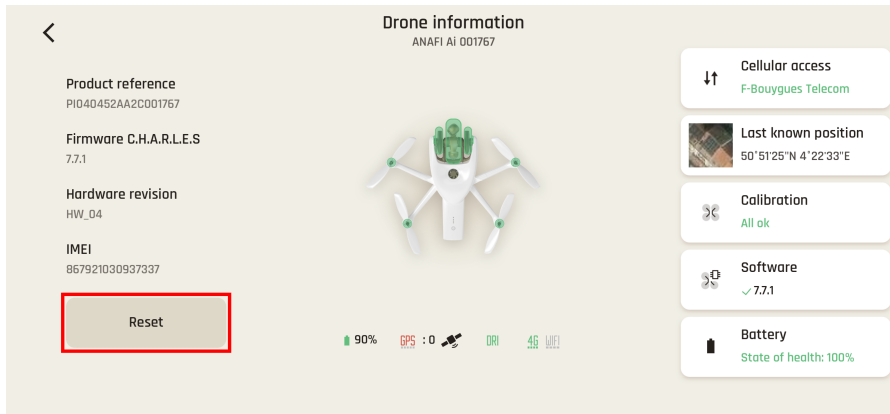 Drone information
ANAFI Ai 001767
Product reference
PI040452AA2C001767
Firmware C.H.A.R.L.E.S
7.7.1
Hardware revision
HW_04
IMEI
867921030937337
Reset
90% GPS : 0 DRI 4G WIFI
Cellular access
F-Bouygues Telecom
Last known position
50°51'25"N 4°22'33"E
Calibration
All ok
Software
7.7.1
Battery
State of health: 100%